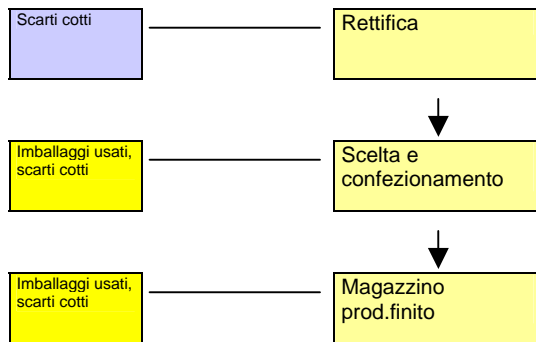 Scarti cotti
Rettifica
Imballaggi usati,
scarti cotti
Scelta e
confezionamento
Imballaggi usati,
scarti cotti
Magazzino
prod.finito